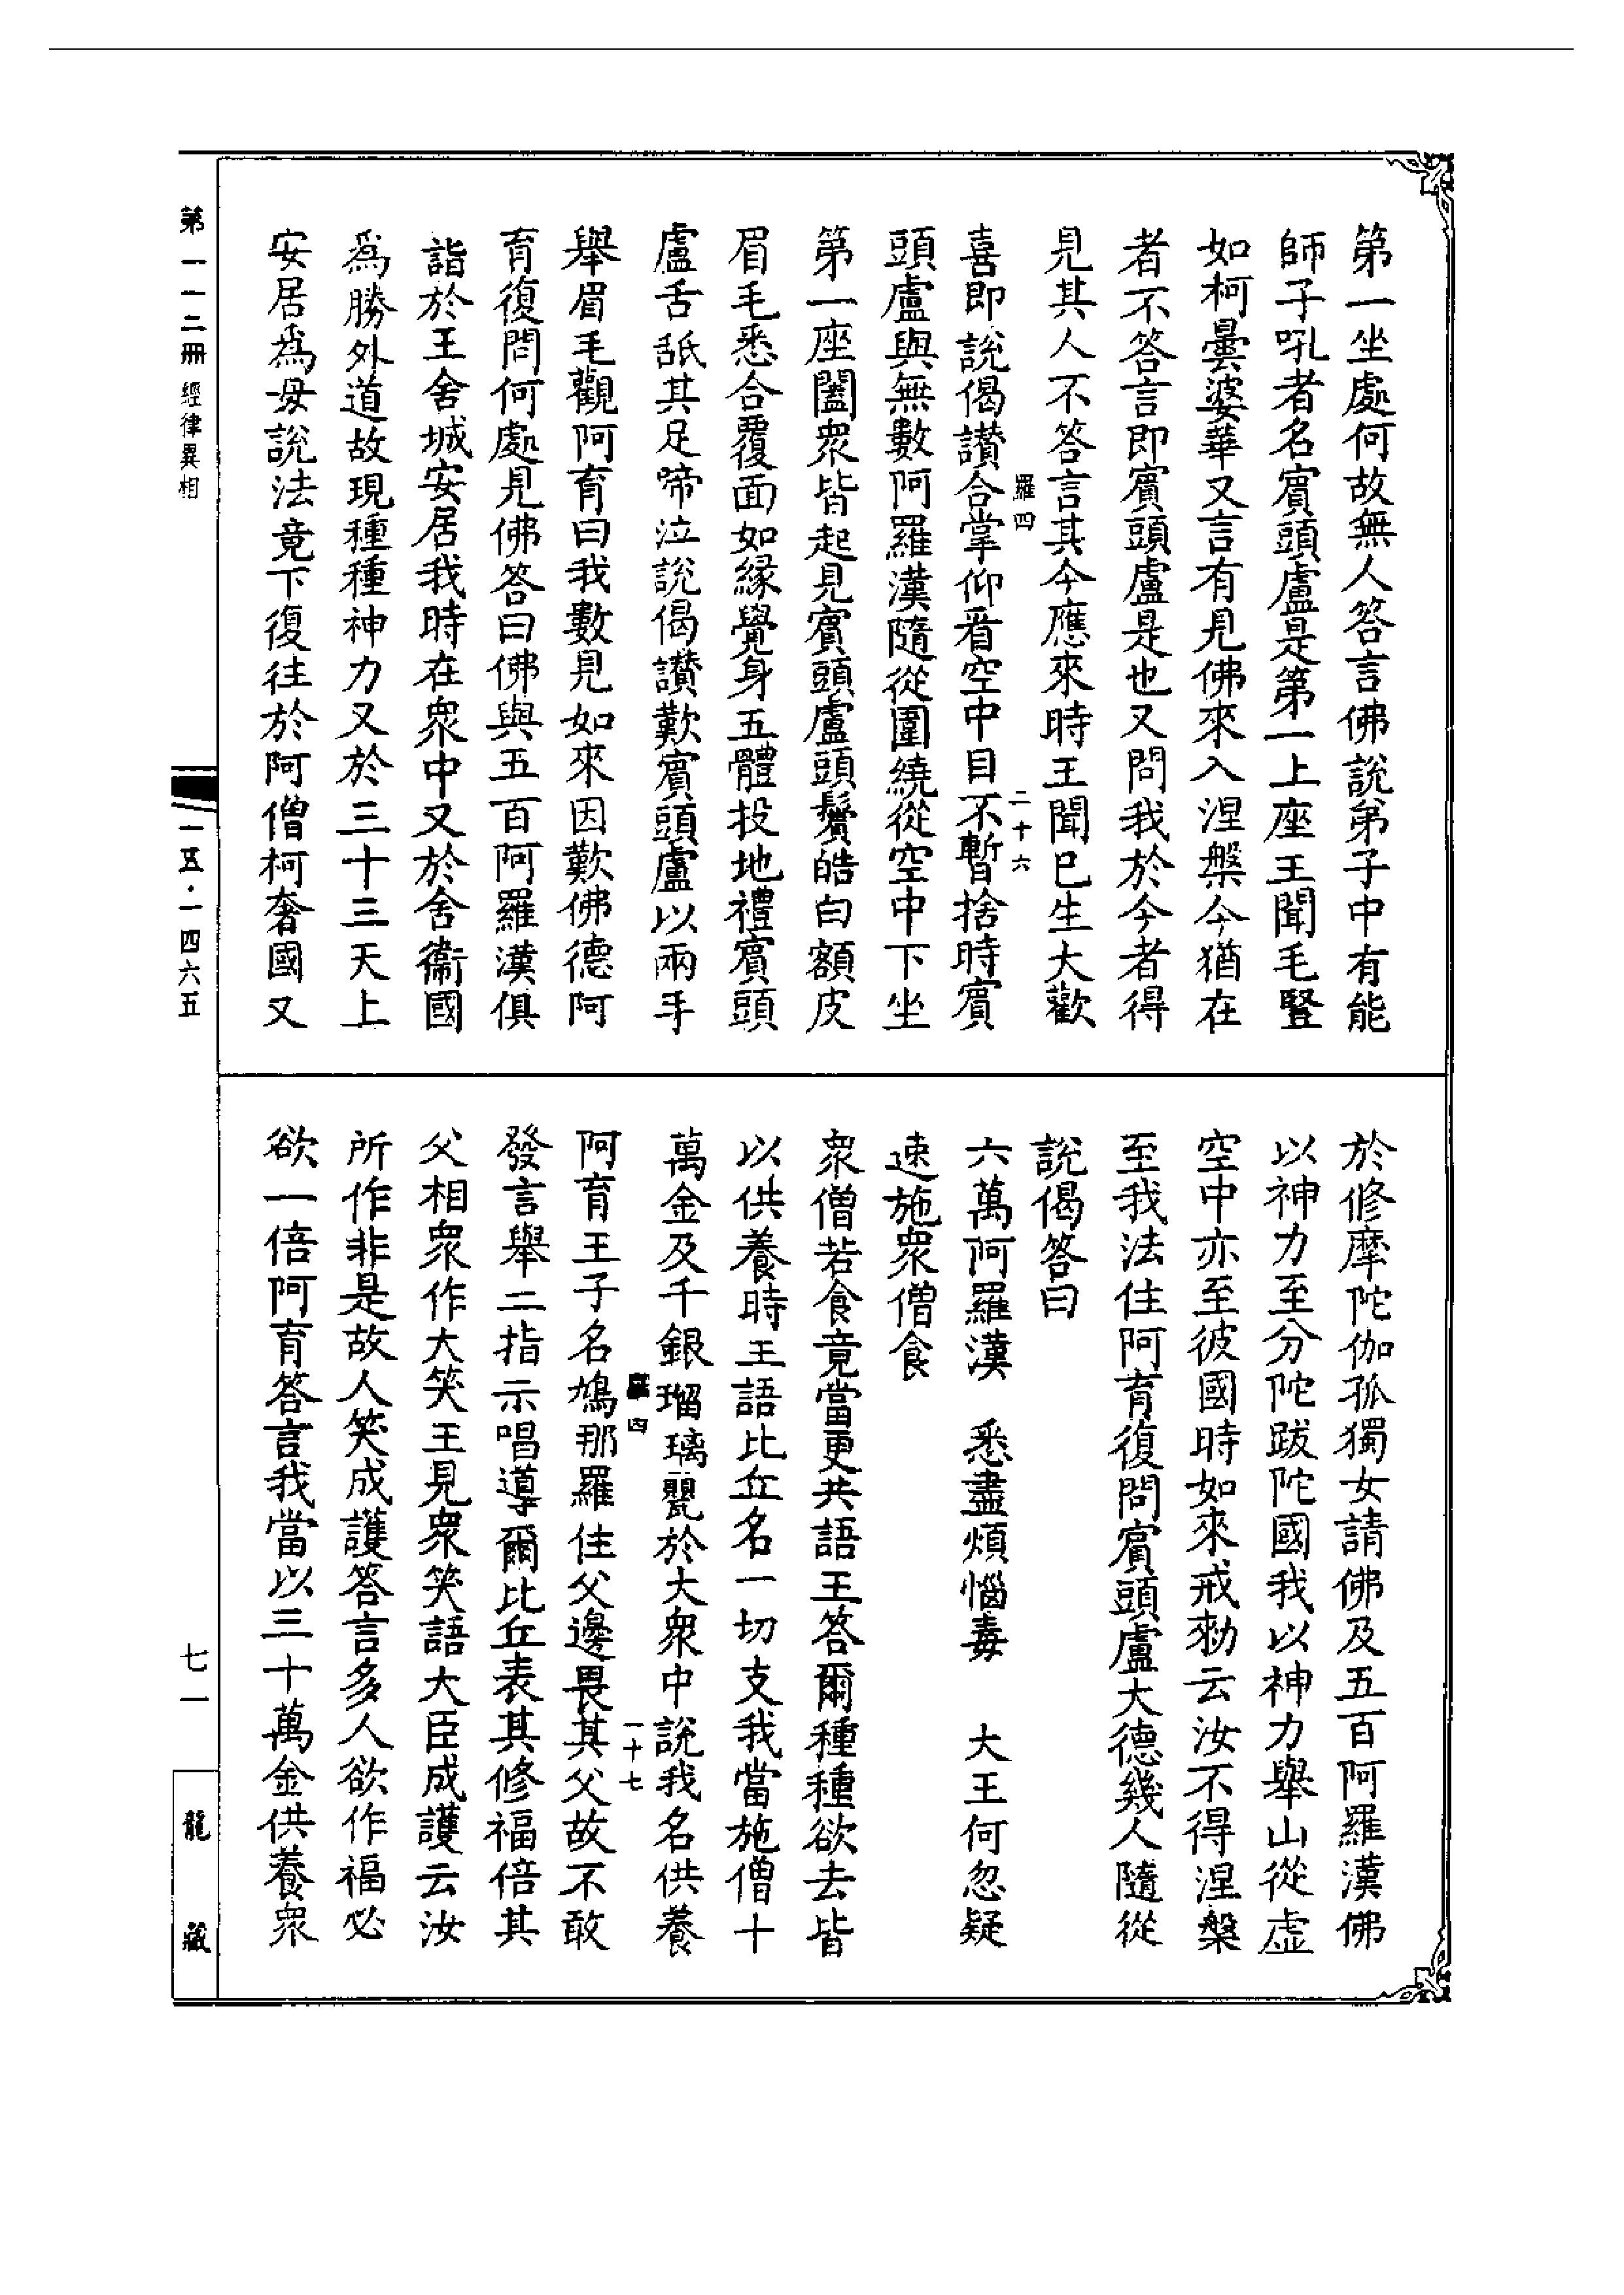 第一坐處何故無人答言佛說弟子中有能
師子吼者名賓頭盧是第一上座王聞毛豎
如柯曇婆華又言有見佛來入涅槃今猶在
者不答言即賓頭盧是也又問我於今者得
見其人不答言其今應來時王聞已生大歡
羅四
二十六
喜即說偈讚合掌仰看空中目不暫捨時賓
頭盧與無數阿羅漢隨從圍繞從空中下坐
第一座闔衆皆起見賓頭盧頭鬢皓白額皮
眉毛悉合覆面如緣覺身五體投地禮賓頭
盧舌舐其足啼泣說偈讚歎賓頭盧以兩手
舉眉毛觀阿育曰我數見如來因歎佛德阿
育復問何處見佛答曰佛與五百阿羅漢俱
詣於王舍城安居我時在衆中又於舍衞國
為勝外道故現種種神力又於三十三天上
安居為母說法竟下復往於阿僧柯奢國又
於修摩陀伽孤獨女請佛及五百阿羅漢佛
以神力至分陀跋陀國我以神力舉山從虛
空中亦至彼國時如來戒勑云汝不得涅槃
至我法住阿育復問賓頭盧大德幾人隨從
說偈答曰
六萬阿羅漢　悉盡煩惱毒　大王何忽疑
速施衆僧食
衆僧若食竟當更共語王答爾種種欲去皆
以供養時王語比丘名一切支我當施僧十
萬金及千銀瑠璃甖於大衆中說我名供養
羅四
二十七
阿育王子名鳩那羅住父邊畏其父故不敢
發言舉二指示唱導爾比丘表其修福倍其
父相衆作大笑王見衆笑語大臣成護云汝
所作非是故人笑成護答言多人欲作福必
欲一倍阿育答言我當以三十萬金供養衆
第一一二冊 經律異相
一五·一四六五
七一
龍藏